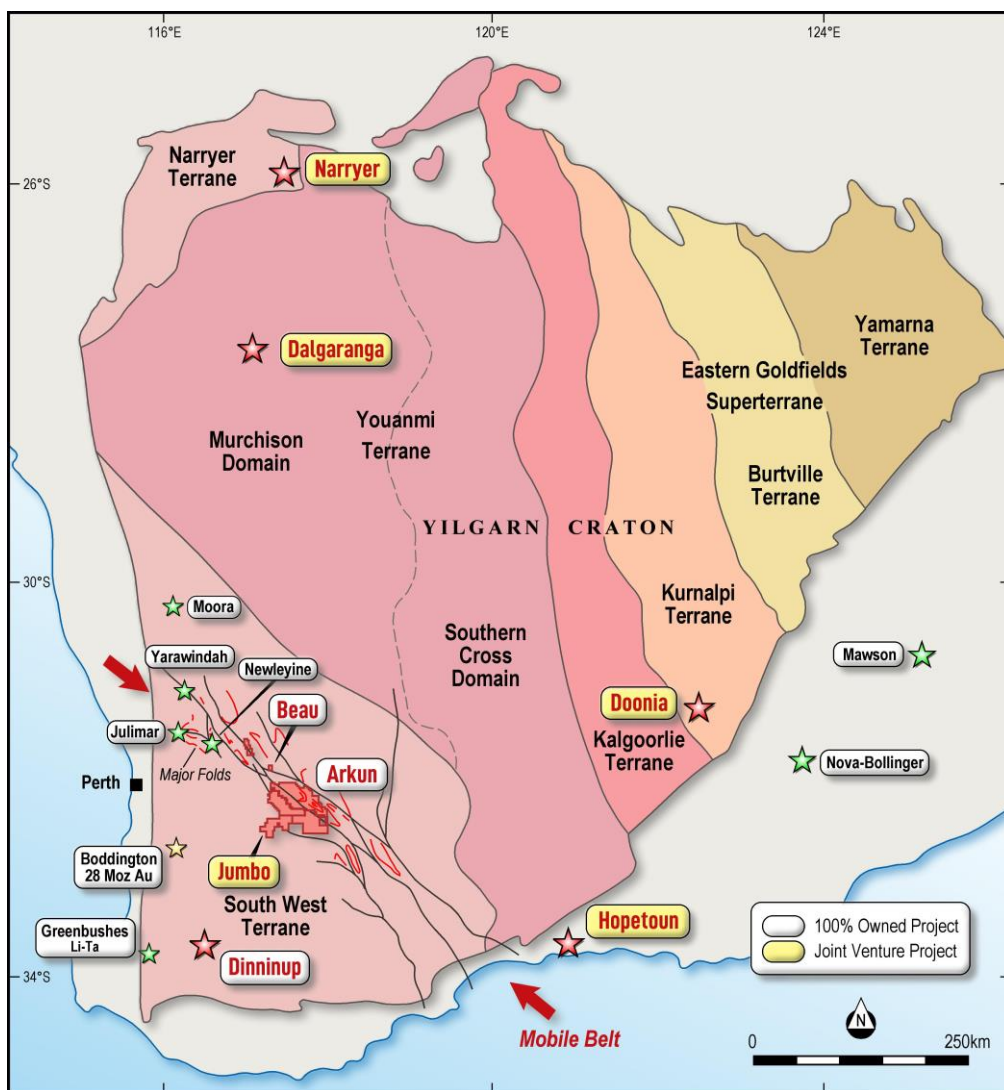 116°E
120°E
124°E
26°S
30°S
34°S
Narryer
Terrane
Narryer
Dalgaranga
Murchison
Domain
Youanmi
Terrane
Yamarna
Terrane
Eastern Goldfields
Superterrane
Burtville
Terrane
YILGARN CRATON
Kurnalpi
Terrane
Southern
Cross
Domain
Moora
Yarawindah
Newleyine
Beau
Julimar
Major Folds
Perth
Arkun
Doonia
Kalgoorlie
Terrane
Mawson
Nova-Bollinger
Boddington
28 Moz Au
Jumbo
South West
Terrane
Greenbushes
Li-Ta
Dinninup
Hopetoun
Mobile Belt
100% Owned Project
Joint Venture Project
N
0 250km